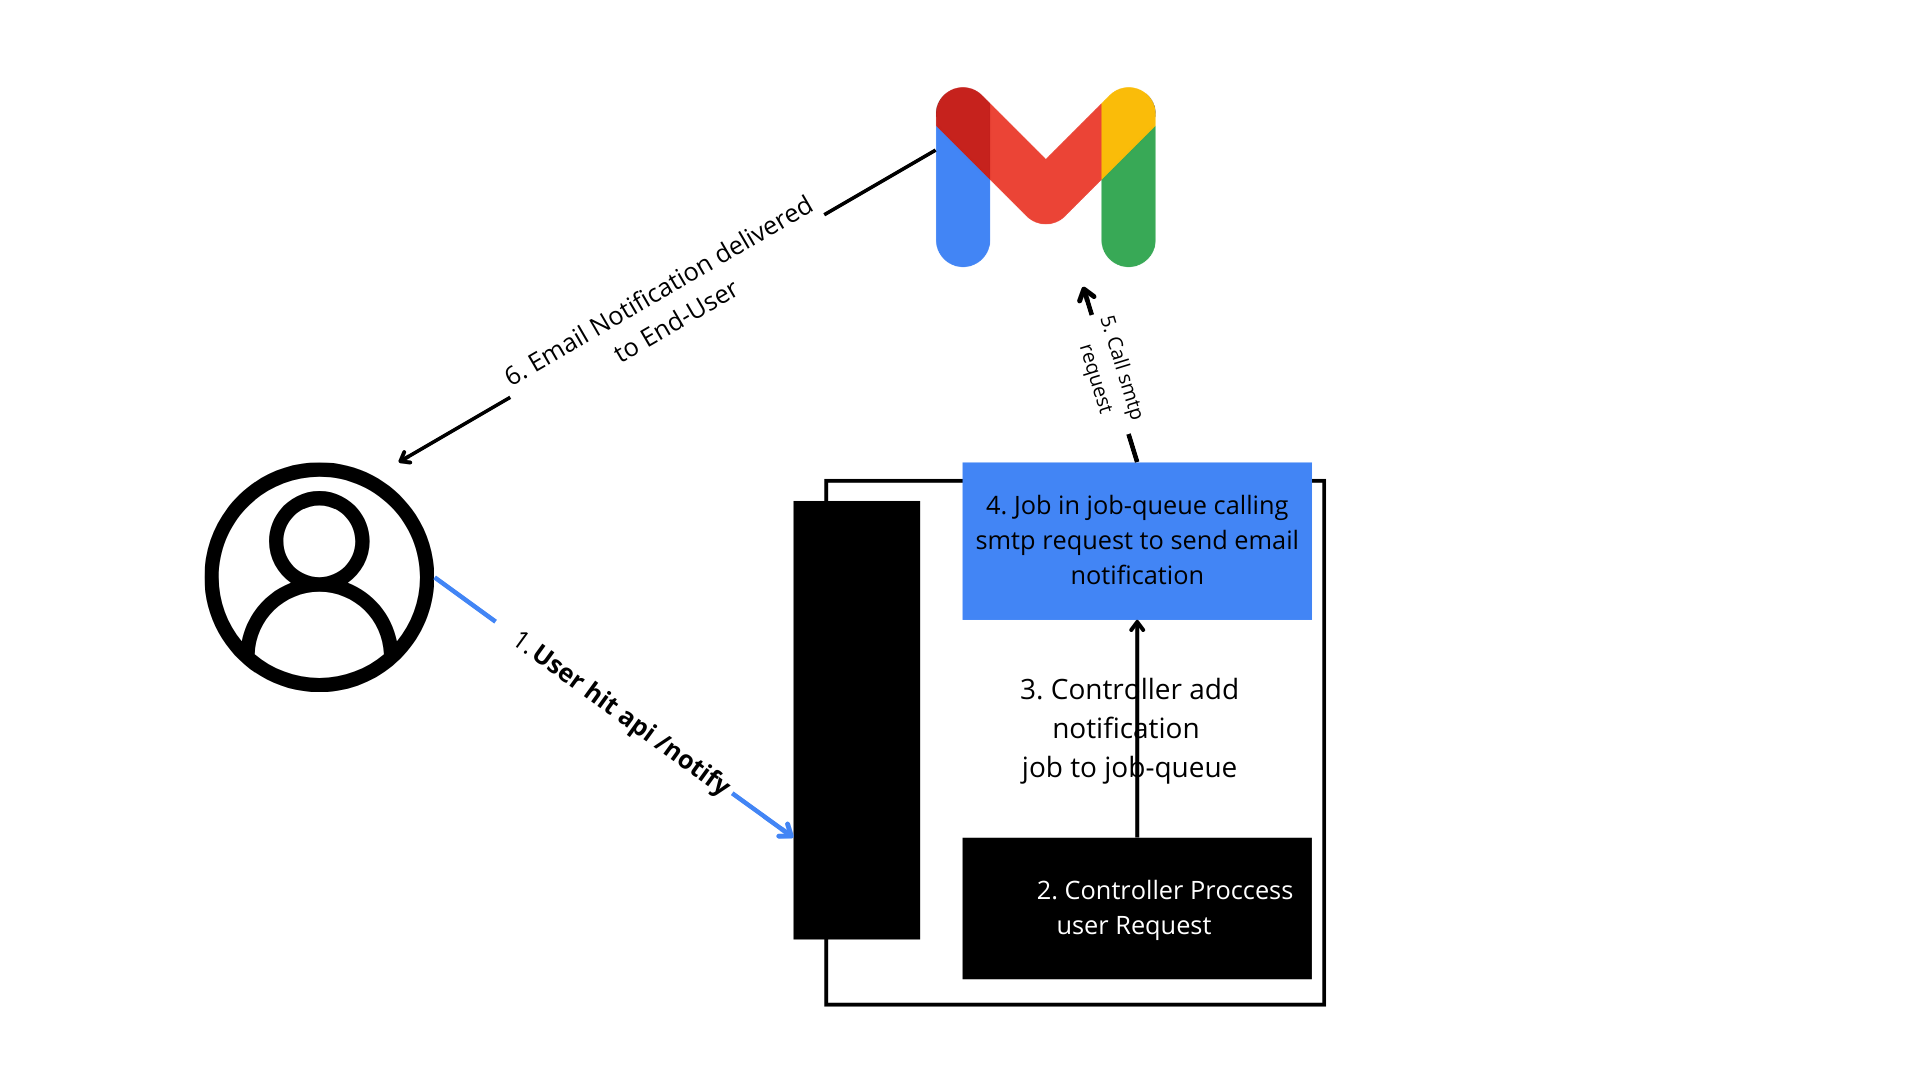 6. Email Notification delivered
to End-User
5. Call smtp
request
4. Job in job-queue calling
smtp request to send email
notification
1. User hit api /notify
3. Controller add
notification
job to job-queue
2. Controller Proccess
user Request